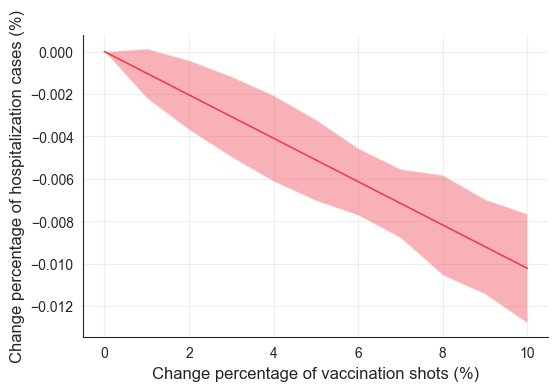 Change percentage of hospitalization cases (%)
0.000
−0.002
−0.004
−0.006
−0.008
−0.010
−0.012
0 2 4 6 8 10
Change percentage of vaccination shots (%)